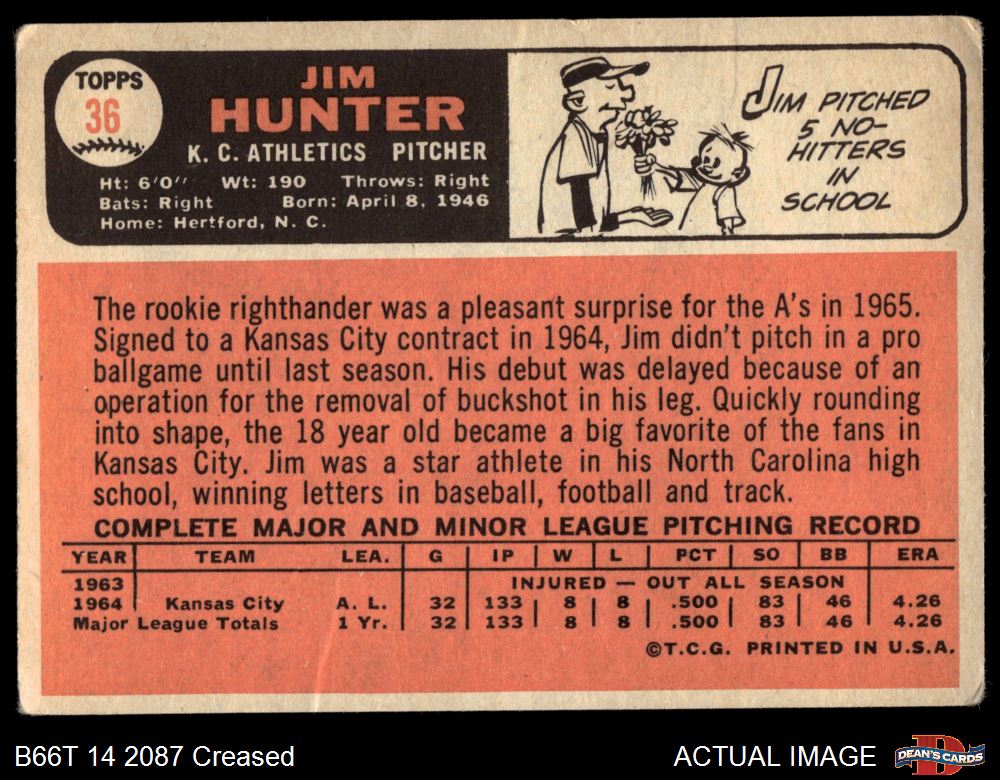 TOPPS
36
JIM
HUNTER
K. C. ATHLETICS PITCHER
Ht: 6'0" Wt: 190 Throws: Right
Bats: Right Born: April 8, 1946
Home: Hertford, N. C.
JIM PITCHED
5 NO-
HITTERS
IN
SCHOOL
The rookie righthander was a pleasant surprise for the A's in 1965.
Signed to a Kansas City contract in 1964, Jim didn't pitch in a pro
ballgame until last season. His debut was delayed because of an
operation for the removal of buckshot in his leg. Quickly rounding
into shape, the 18 year old became a big favorite of the fans in
Kansas City. Jim was a star athlete in his North Carolina high
school, winning letters in baseball, football and track.
COMPLETE MAJOR AND MINOR LEAGUE PITCHING RECORD
YEAR TEAM LEA. G IP W L PCT SO BB ERA
1963 INJURED — OUT ALL SEASON
1964 Kansas City A. L. 32 133 8 8 .500 83 46 4.26
Major League Totals 1 Yr. 32 133 8 8 .500 83 46 4.26
©T.C.G. PRINTED IN U.S.A.
B66T 14 2087 Creased
ACTUAL IMAGE
DEAN'S CARDS